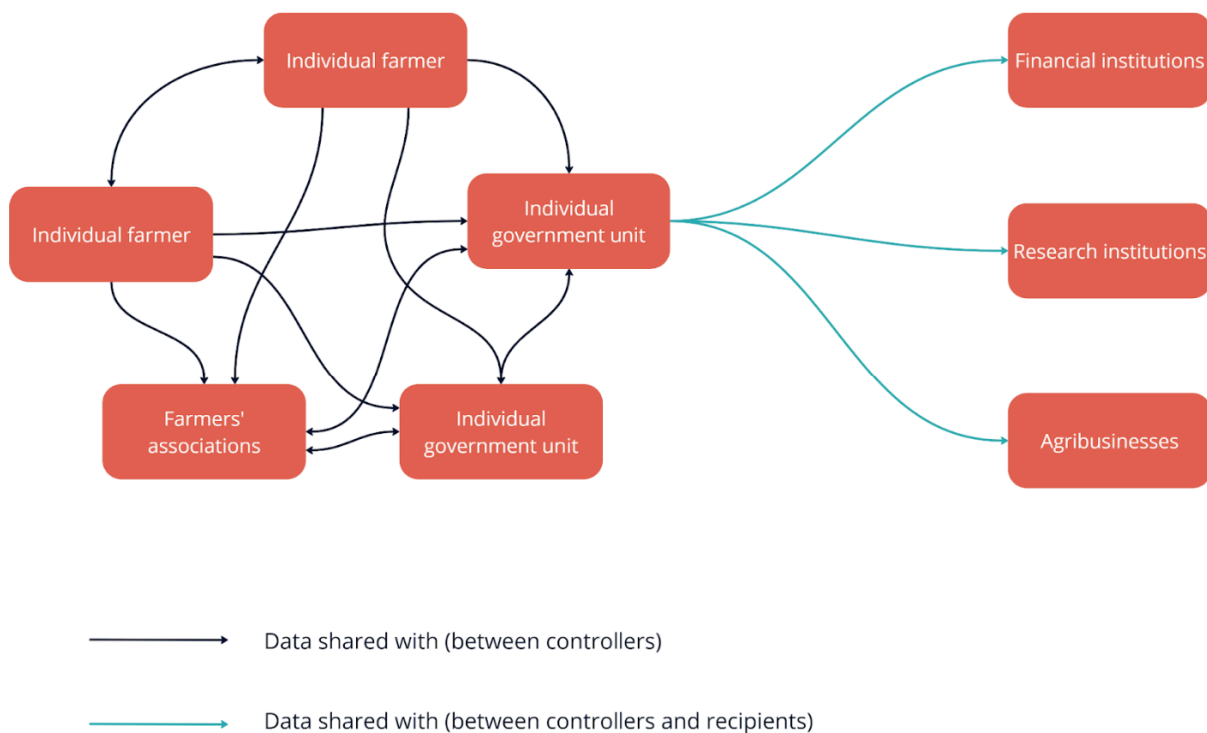 Individual farmer
Financial institutions
Individual farmer
Individual
government unit
Research institutions
Farmers'
associations
Individual
government unit
Agribusinesses
Data shared with (between controllers)
Data shared with (between controllers and recipients)